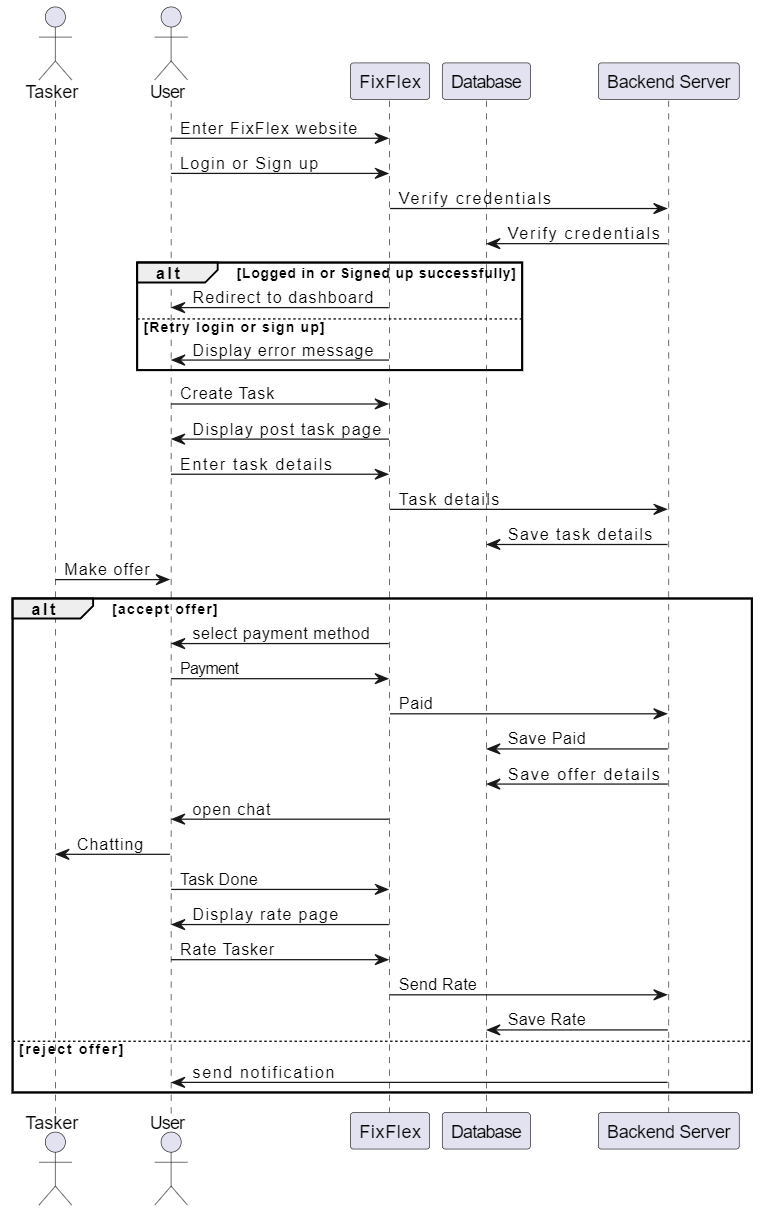 Tasker User FixFlex Database Backend Server
Enter FixFlex website
Login or Sign up
Verify credentials
Verify credentials
alt [Logged in or Signed up successfully]
Redirect to dashboard
[Retry login or sign up]
Display error message
Create Task
Display post task page
Enter task details
Task details
Save task details
Make offer
alt [accept offer]
select payment method
Payment
Paid
Save Paid
Save offer details
open chat
Chatting
Task Done
Display rate page
Rate Tasker
Send Rate
Save Rate
[reject offer]
send notification
Tasker User FixFlex Database Backend Server